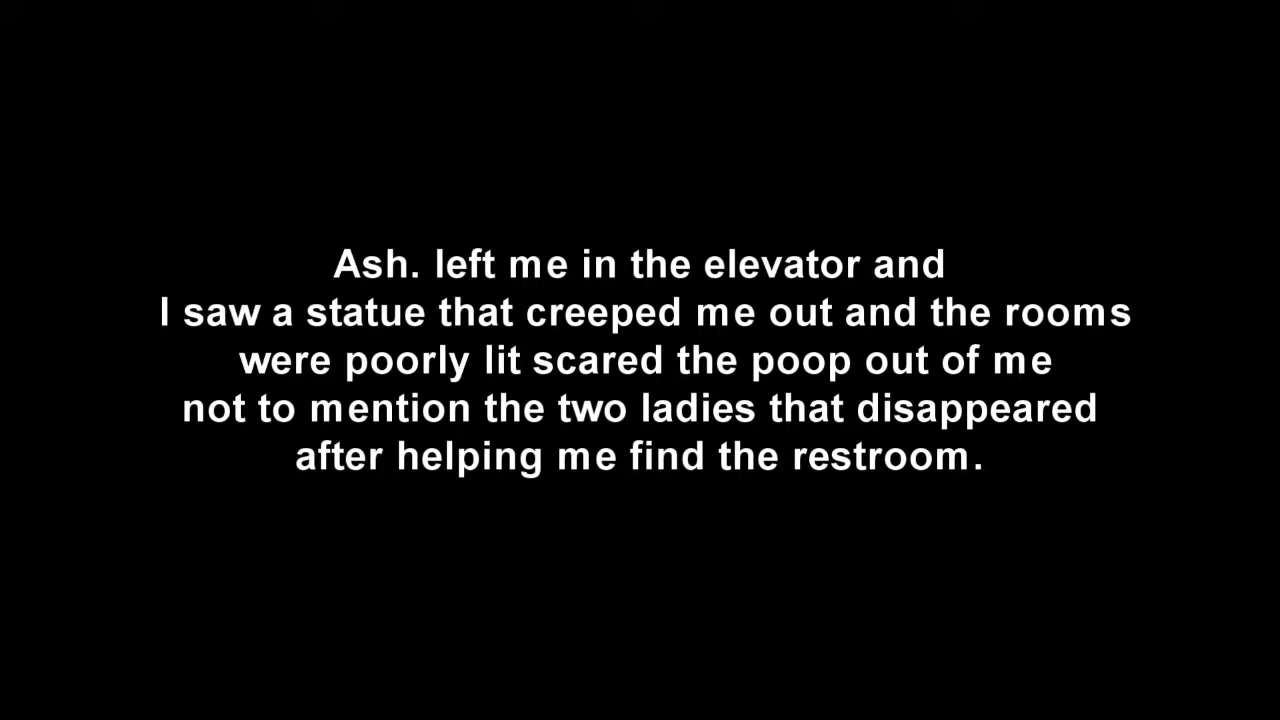 Ash. left me in the elevator and
I saw a statue that creeped me out and the rooms
were poorly lit scared the poop out of me
not to mention the two ladies that disappeared
after helping me find the restroom.